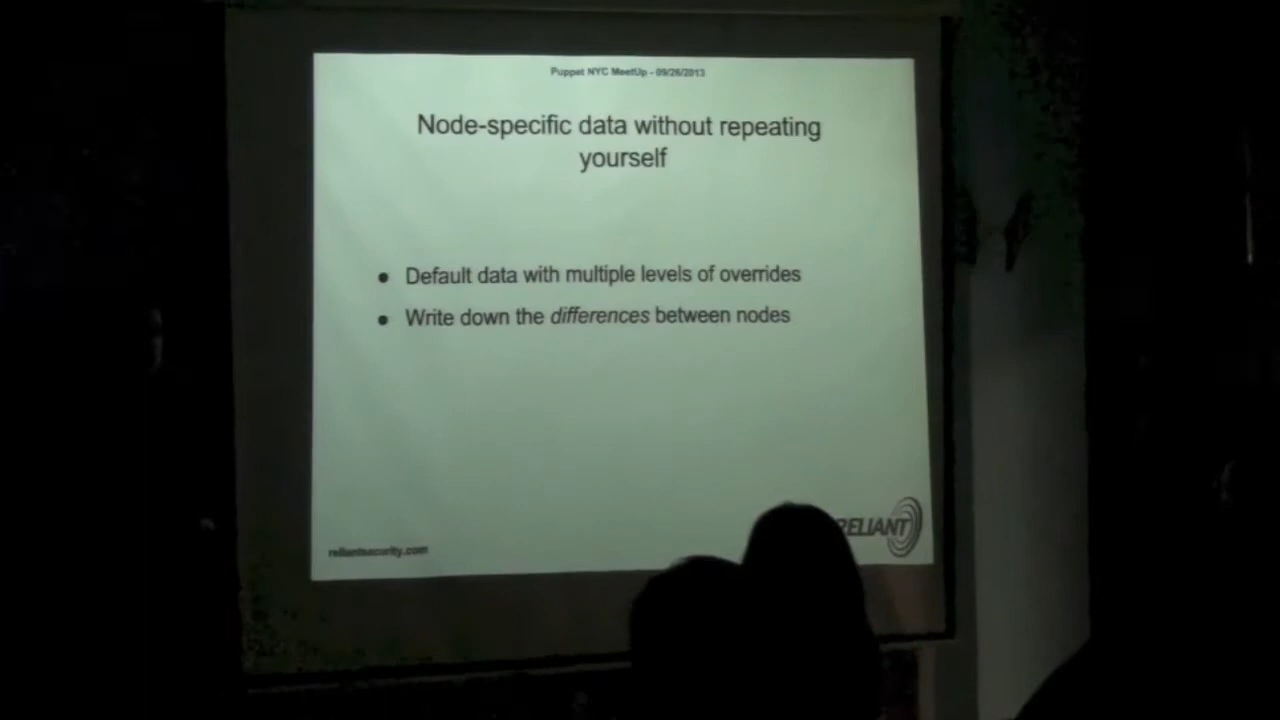 Puppet NYC MeetUp - 09/26/2013
Node-specific data without repeating
yourself
● Default data with multiple levels of overrides
● Write down the differences between nodes
reliantsecurity.com
RELIANT